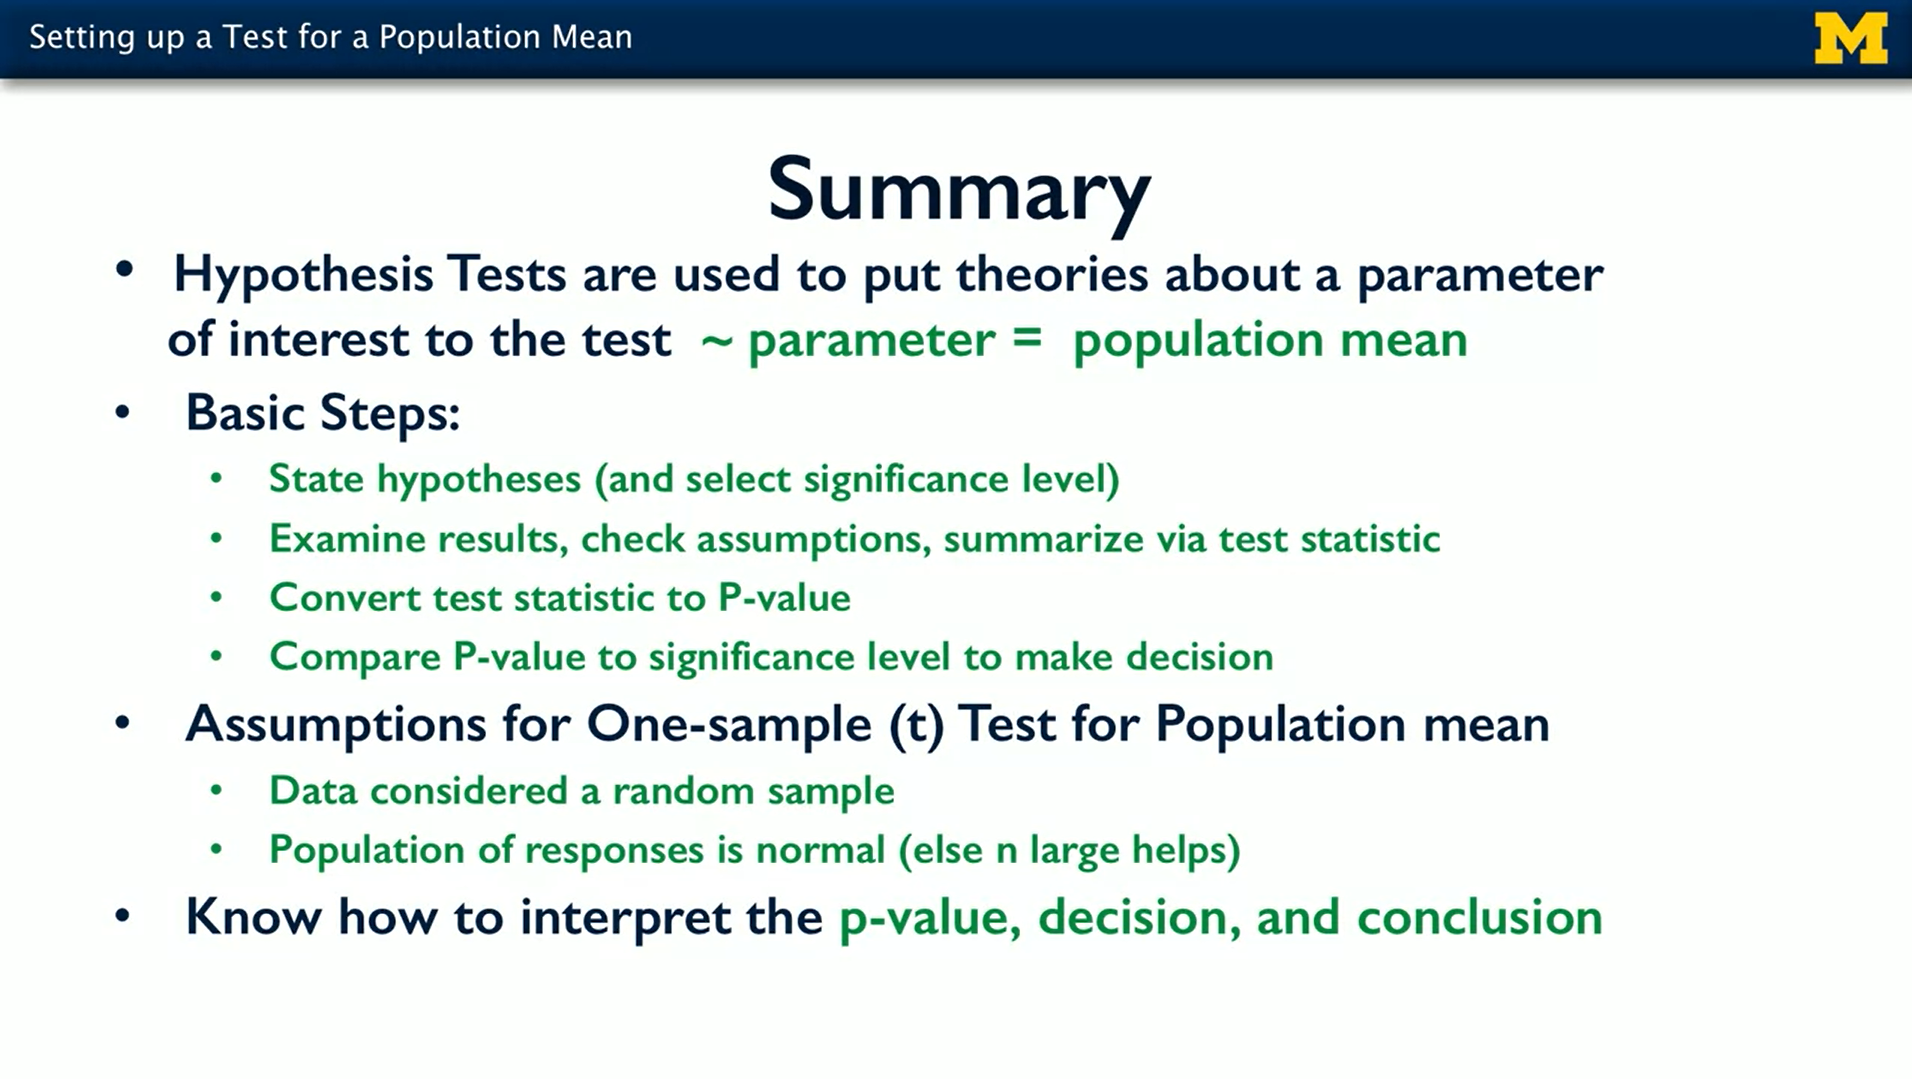 Setting up a Test for a Population Mean
M
Summary
• Hypothesis Tests are used to put theories about a parameter
of interest to the test ~ parameter = population mean
• Basic Steps:
• State hypotheses (and select significance level)
• Examine results, check assumptions, summarize via test statistic
• Convert test statistic to P-value
• Compare P-value to significance level to make decision
• Assumptions for One-sample (t) Test for Population mean
• Data considered a random sample
• Population of responses is normal (else n large helps)
• Know how to interpret the p-value, decision, and conclusion